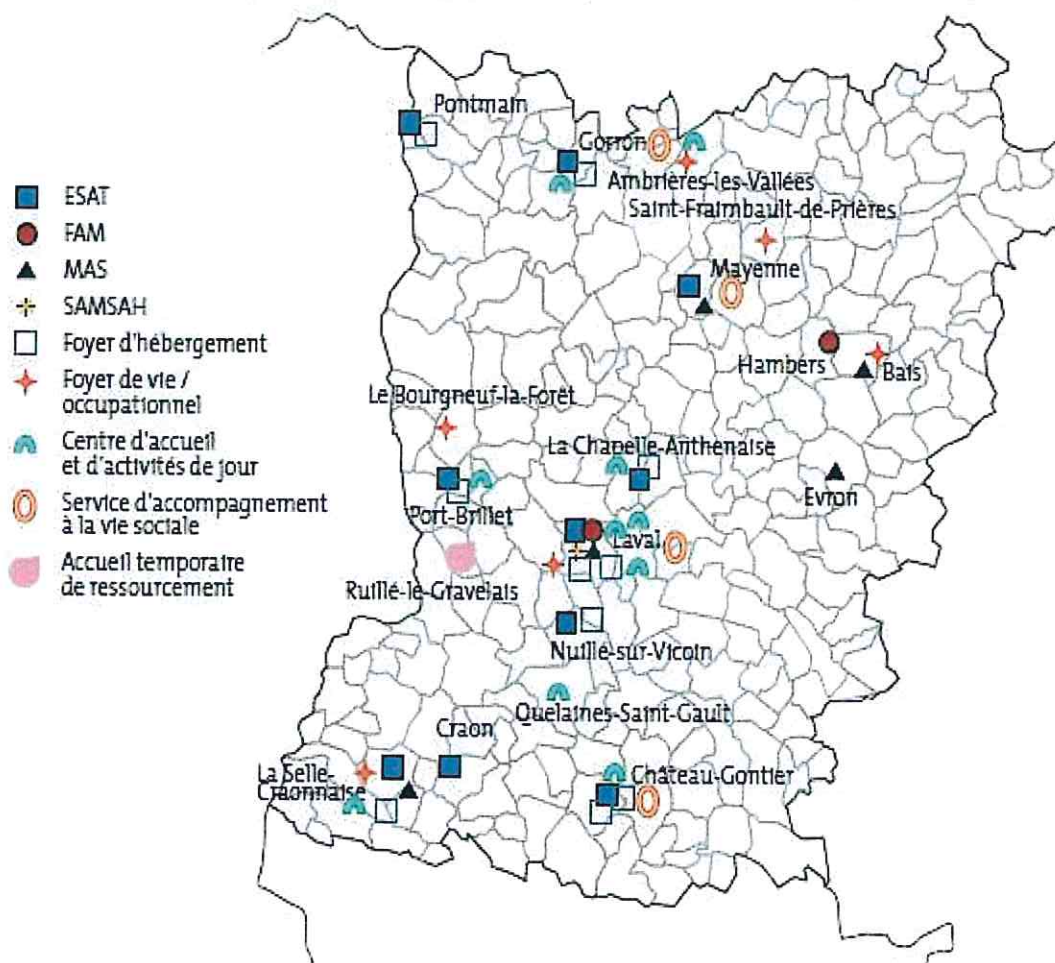 ESAT
FAM
MAS
SAMSAH
Foyer d'hébergement
Foyer de vie /
occupationnel
Centre d'accueil
et d'activités de jour
Service d'accompagnement
à la vie sociale
Accueil temporaire
de ressourcement
Pontmain
Gorron
Ambrières-les-Vallées
Saint-Fraimbault-de-Prières
Mayenne
Hambers
Bais
Le Bourgneuf-la-Forêt
La Chapelle-Anthenaise
Evron
Port-Brillet
Laval
Ruillé-le-Gravelais
Nuillé-sur-Vicoin
Quelaines-Saint-Gault
Craon
La Selle-
Craonnaise
Château-Gontier